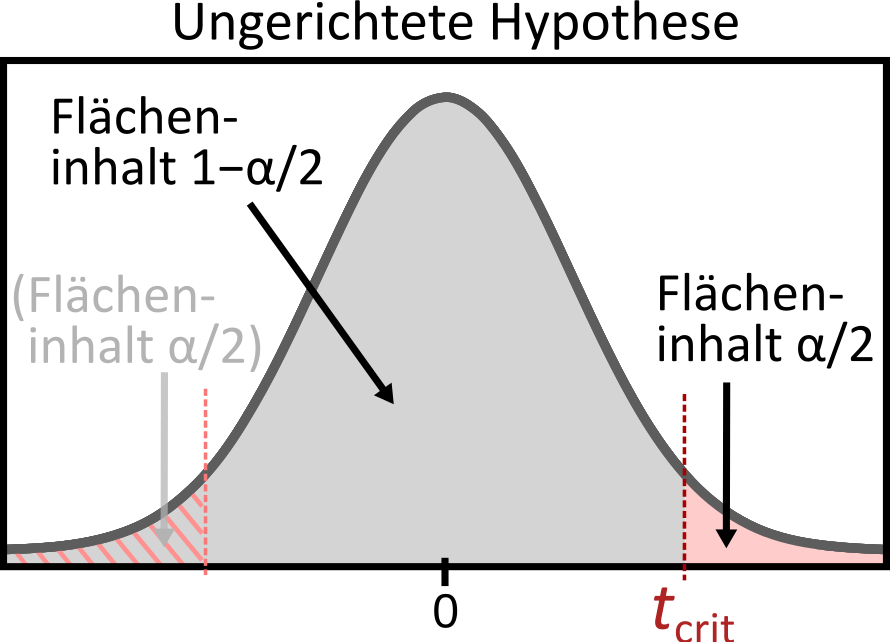 Ungerichtete Hypothese
Flächen-
inhalt 1−α/2
(Flächen-
inhalt α/2)
Flächen-
inhalt α/2
0
tcrit